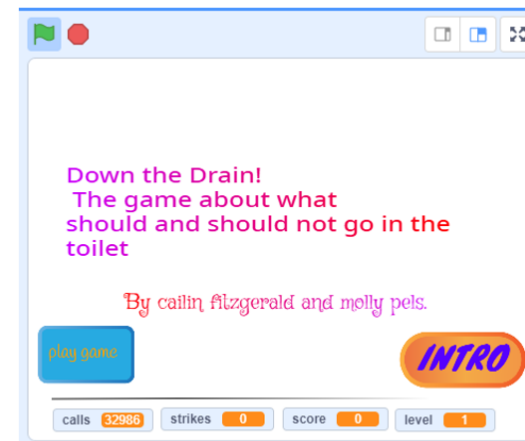 Down the Drain!
The game about what
should and should not go in the
toilet
By cailin fitzgerald and molly pels.
play game
INTRO
calls 32986 strikes 0 score 0 level 1